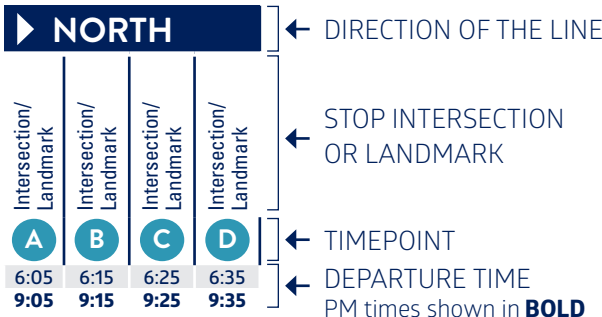 NORTH
DIRECTION OF THE LINE
Intersection/
Landmark
Intersection/
Landmark
Intersection/
Landmark
Intersection/
Landmark
STOP INTERSECTION
OR LANDMARK
A B C D
TIMEPOINT
6:05 6:15 6:25 6:35
9:05 9:15 9:25 9:35
DEPARTURE TIME
PM times shown in BOLD